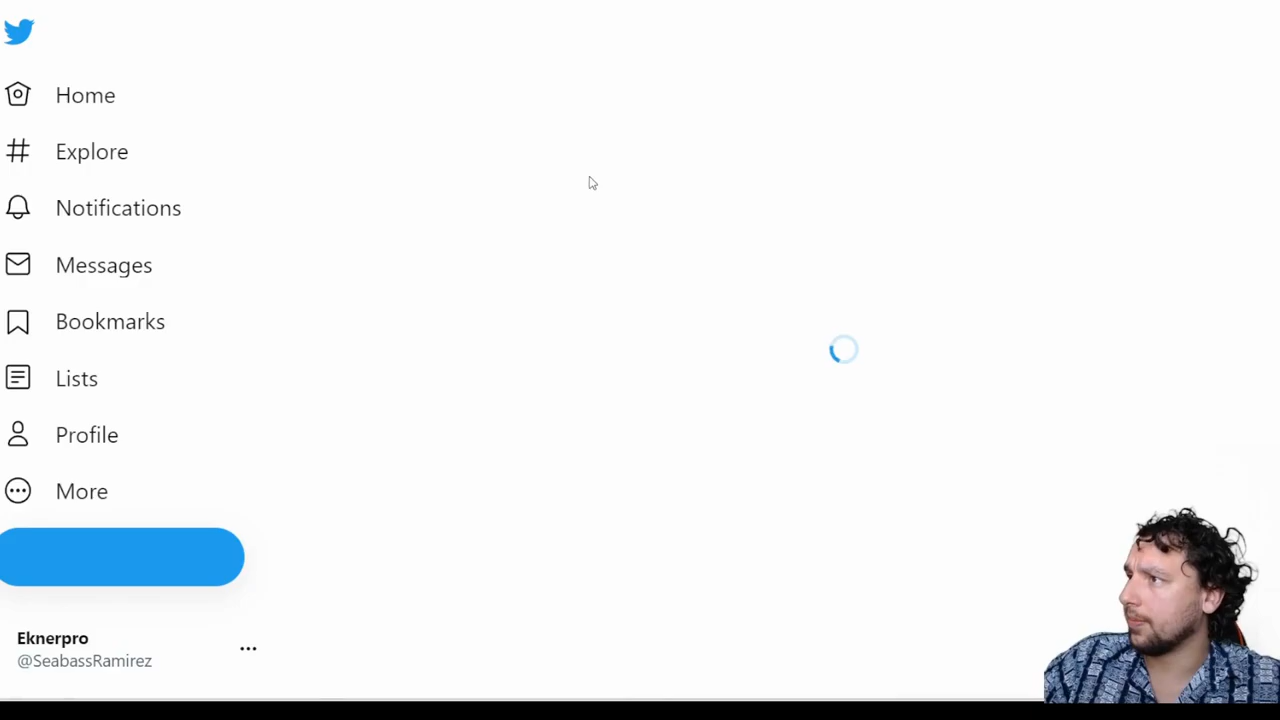 Home
Explore
Notifications
Messages
Bookmarks
Lists
Profile
More
Eknerpro
@SeabassRamirez